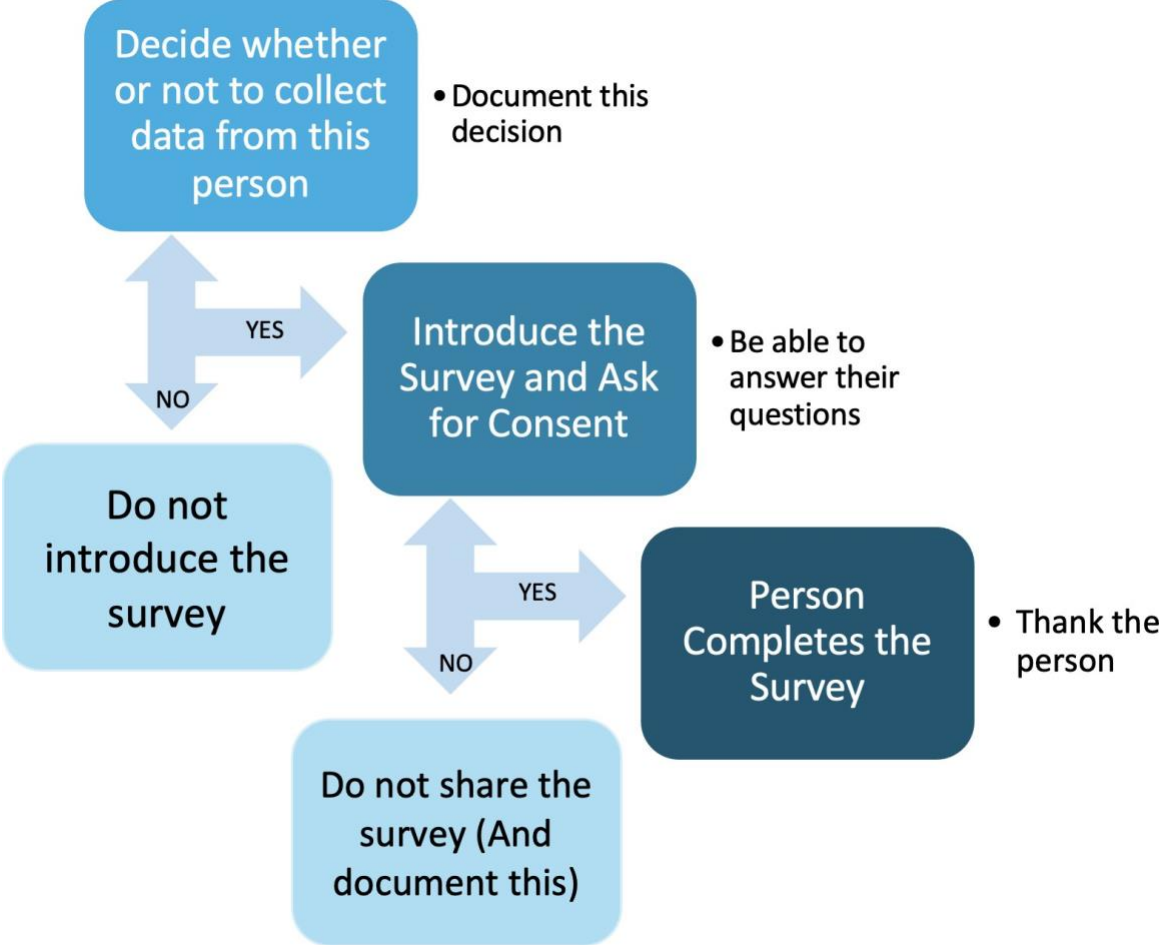 Decide whether
or not to collect
data from this
person
• Document this
decision
YES
NO
Introduce the
Survey and Ask
for Consent
• Be able to
answer their
questions
Do not
introduce the
survey
YES
NO
Person
Completes the
Survey
• Thank the
person
Do not share the
survey (And
document this)